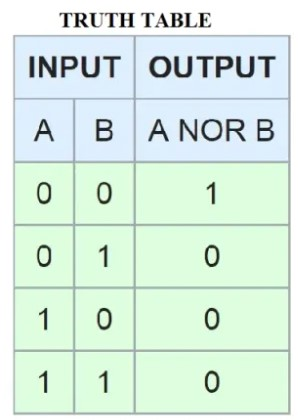 TRUTH TABLE
INPUT OUTPUT
A B A NOR B
0 0 1
0 1 0
1 0 0
1 1 0